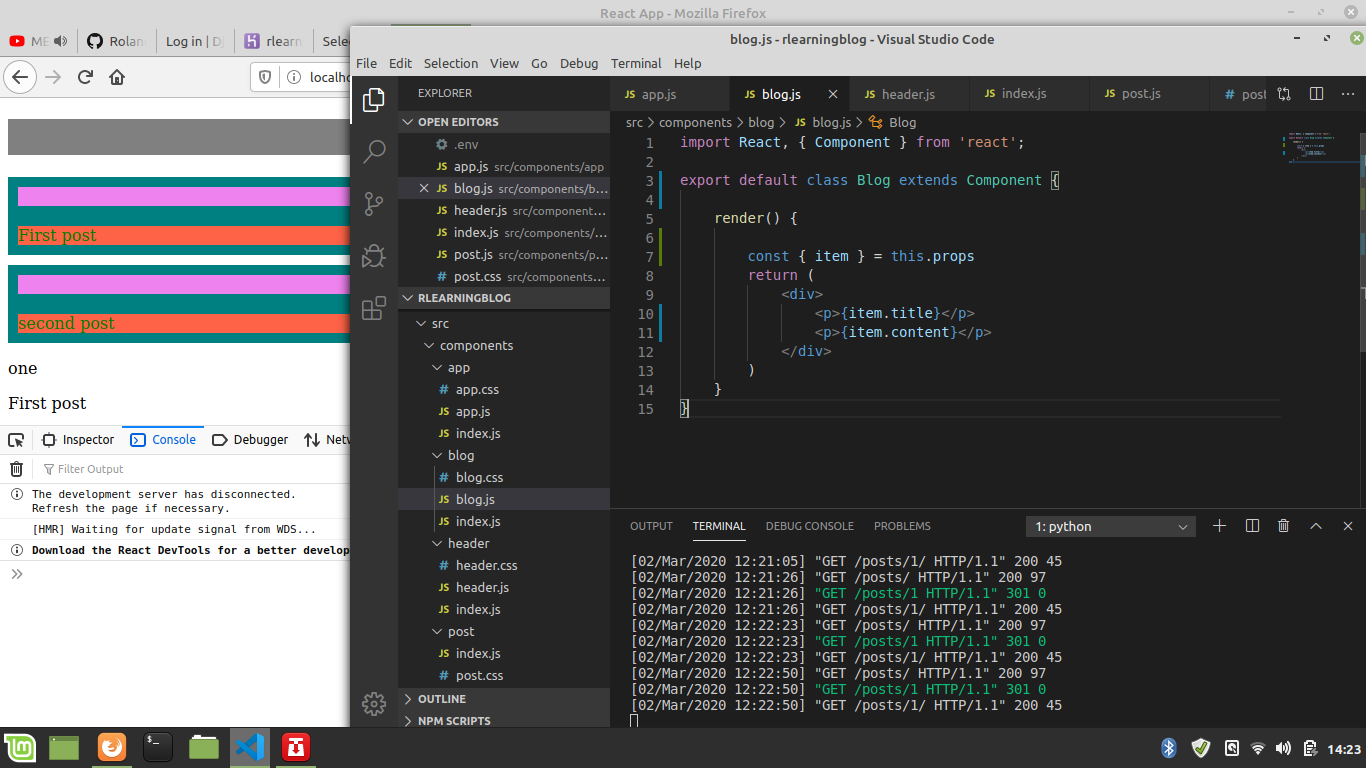 React App - Mozilla Firefox
ME
Rolan
Log in | D
rlearn
Selec
localho
First post
second post
one
First post
Inspector
Console
Debugger
Netw
Filter Output
The development server has disconnected.
Refresh the page if necessary.
[HMR] Waiting for update signal from WDS...
Download the React DevTools for a better develop
blog.js - rlearningblog - Visual Studio Code
File Edit Selection View Go Debug Terminal Help
EXPLORER
OPEN EDITORS
.env
JS app.js src/components/app
JS blog.js src/components/b...
JS header.js src/component...
JS index.js src/components/...
JS post.js src/components/p...
# post.css src/components...
RLEARNINGBLOG
src
components
app
# app.css
JS app.js
JS index.js
blog
# blog.css
JS blog.js
JS index.js
header
# header.css
JS header.js
JS index.js
post
JS index.js
# post.css
OUTLINE
NPM SCRIPTS
JS app.js
JS blog.js
JS header.js
JS index.js
JS post.js
# post
src > components > blog > JS blog.js > Blog
1 import React, { Component } from 'react';
2
3 export default class Blog extends Component {
4
5 render() {
6
7 const { item } = this.props
8 return (
9 <div>
10 <p>{item.title}</p>
11 <p>{item.content}</p>
12 </div>
13 )
14 }
15 }
OUTPUT TERMINAL DEBUG CONSOLE PROBLEMS
1: python
[02/Mar/2020 12:21:05] "GET /posts/1/ HTTP/1.1" 200 45
[02/Mar/2020 12:21:26] "GET /posts/ HTTP/1.1" 200 97
[02/Mar/2020 12:21:26] "GET /posts/1 HTTP/1.1" 301 0
[02/Mar/2020 12:21:26] "GET /posts/1/ HTTP/1.1" 200 45
[02/Mar/2020 12:22:23] "GET /posts/ HTTP/1.1" 200 97
[02/Mar/2020 12:22:23] "GET /posts/1 HTTP/1.1" 301 0
[02/Mar/2020 12:22:23] "GET /posts/1/ HTTP/1.1" 200 45
[02/Mar/2020 12:22:50] "GET /posts/ HTTP/1.1" 200 97
[02/Mar/2020 12:22:50] "GET /posts/1 HTTP/1.1" 301 0
[02/Mar/2020 12:22:50] "GET /posts/1/ HTTP/1.1" 200 45
14:23